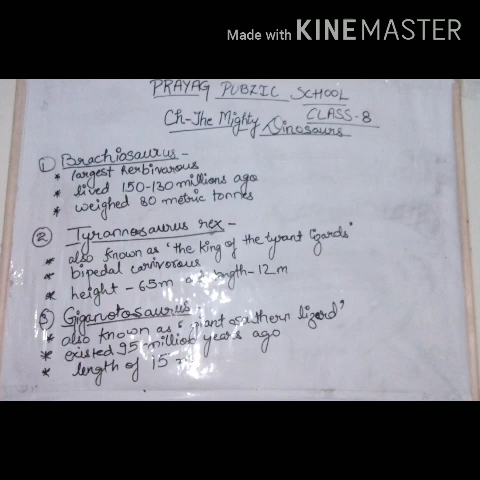 Made with KINEMASTER
PRAYAG PUBLIC SCHOOL
CLASS-8
Ch-The Mighty Dinosaurs
1 Brachiosaurus -
* largest herbivarous
* lived 150-130 millions ago
* weighed 80 metric tonnes
2 Tyrannosaurus rex -
* also known as 'the king of the tyrant lizards'
* bipedal carnivorous
* height - 6.5m length - 12 m
3 Giganotosaurus
* also known as 'giant southern lizard'
* existed 95 million years ago
* length of 15